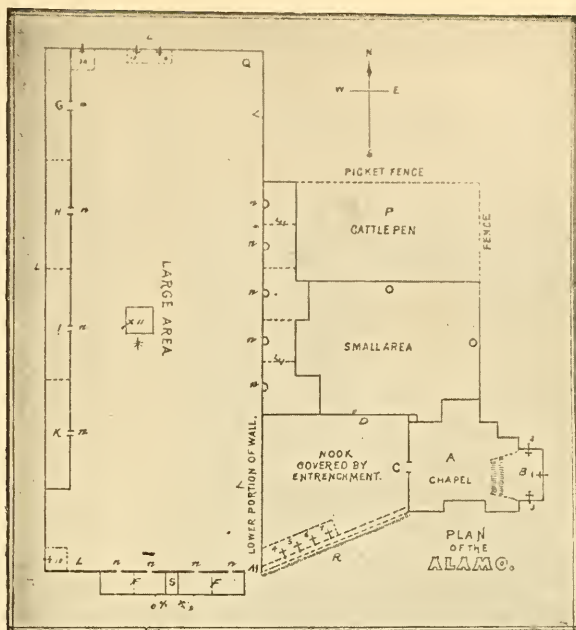 L
Q
G
N
W E
S
L
PICKET FENCE
P
CATTLE PEN
FENCE
H
n
n
n
L
LARGE AREA
I
n
n
SMALL AREA
K
n
n
LOWER PORTION OF WALL.
D
NOOK
COVERED BY
ENTRENCHMENT.
C
A
CHAPEL
B
L
L
n
n
n
n
M
R
F
S
F
PLAN
OF THE
ALAMO.